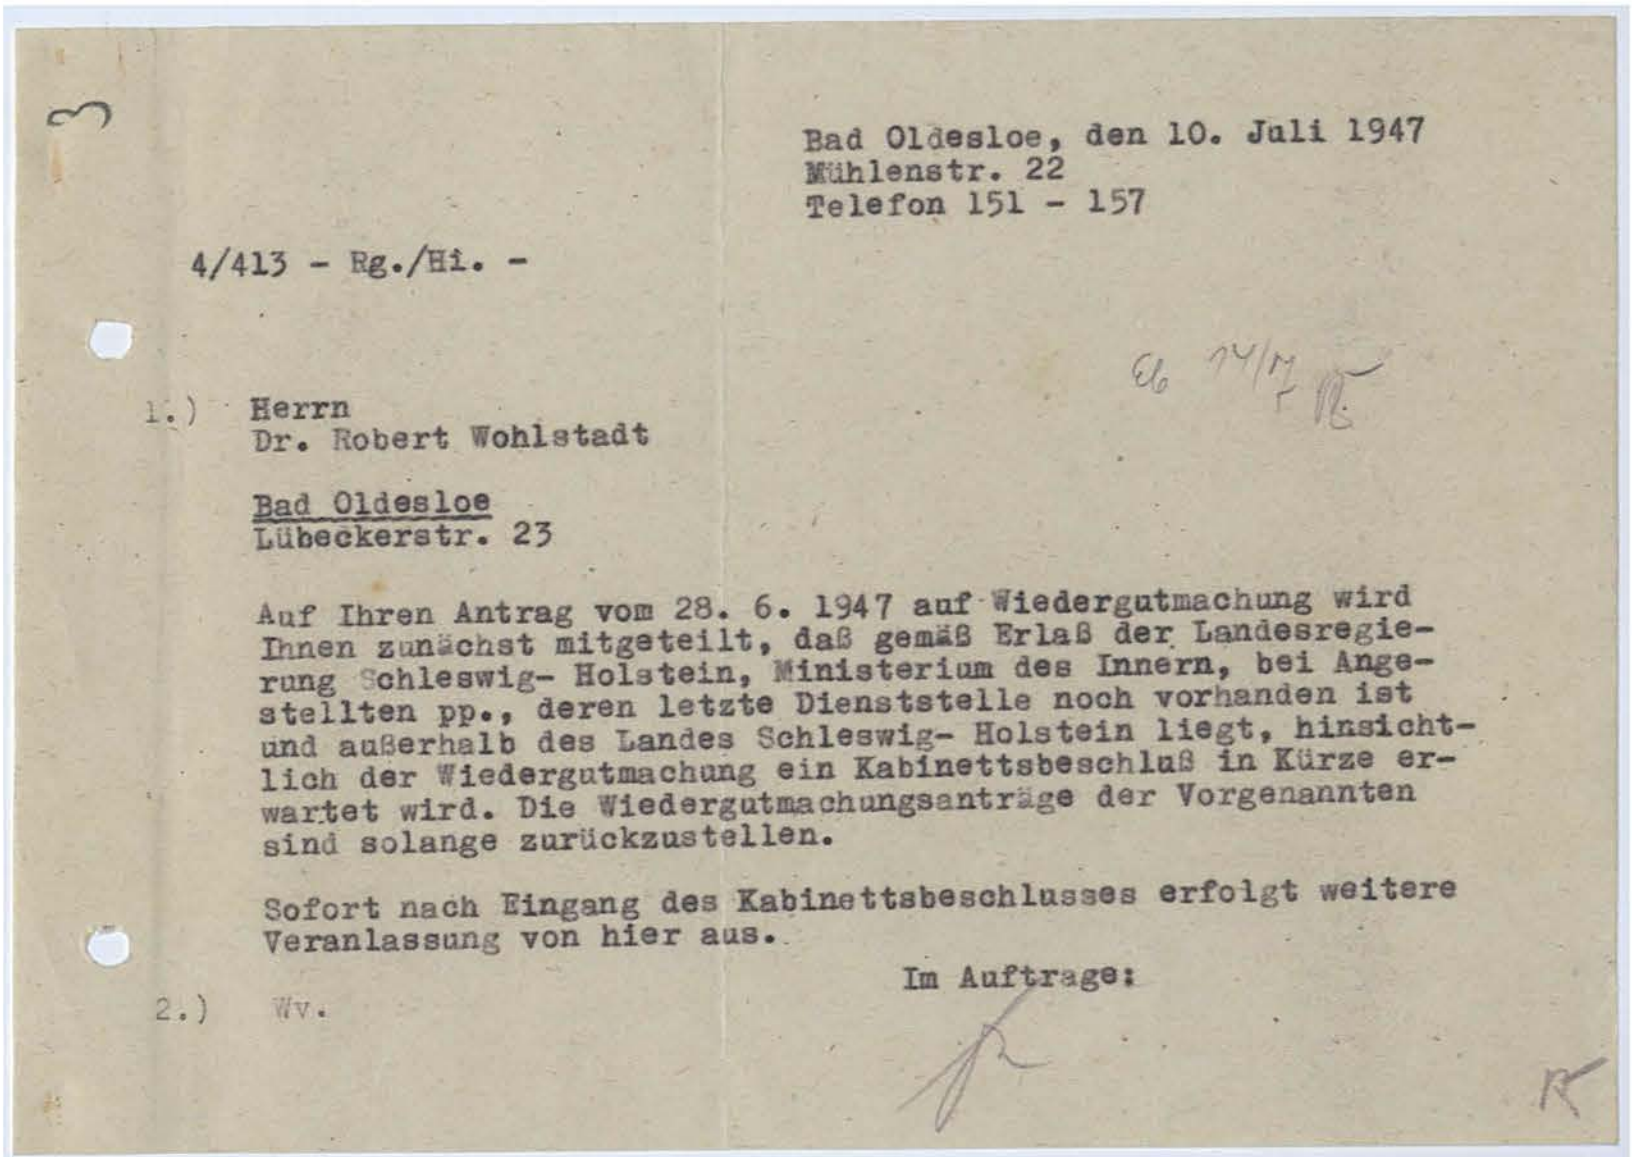 3
Bad Oldesloe, den 10. Juli 1947
Mühlenstr. 22
Telefon 151 - 157
4/413 - Rg./Hi. -
14/7
1.) Herrn
Dr. Robert Wohlstadt
Bad Oldesloe
Lübeckerstr. 23
Auf Ihren Antrag vom 28. 6. 1947 auf Wiedergutmachung wird
Ihnen zunächst mitgeteilt, daß gemäß Erlaß der Landesregie-
rung Schleswig- Holstein, Ministerium des Innern, bei Ange-
stellten pp., deren letzte Dienststelle noch vorhanden ist
und außerhalb des Landes Schleswig- Holstein liegt, hinsicht-
lich der Wiedergutmachung ein Kabinettsbeschluß in Kürze er-
wartet wird. Die Wiedergutmachungsanträge der Vorgenannten
sind solange zurückzustellen.
Sofort nach Eingang des Kabinettsbeschlusses erfolgt weitere
Veranlassung von hier aus.
Im Auftrage:
2.) Wv.